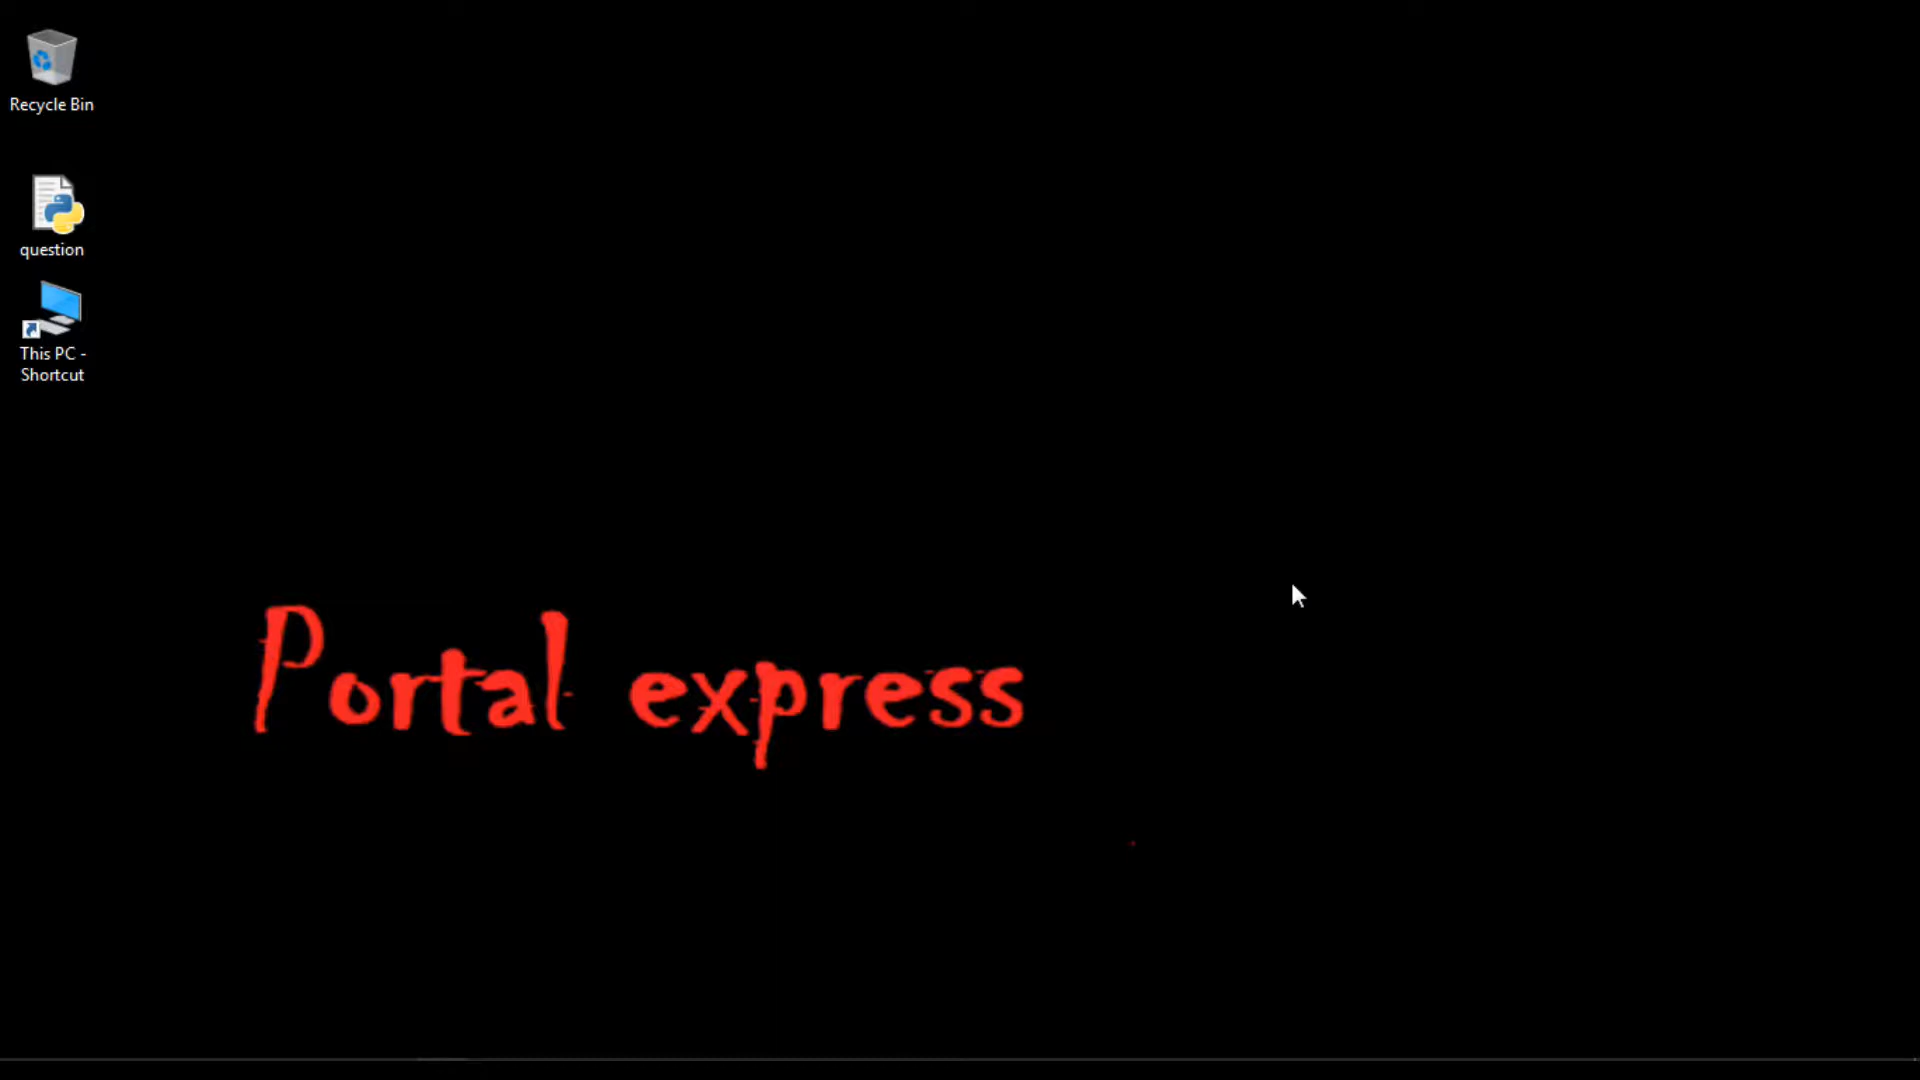 Recycle Bin
question
This PC -
Shortcut
Portal express